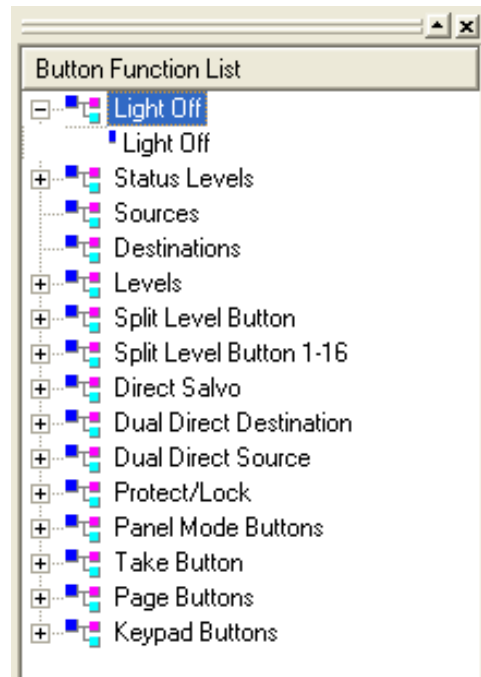 Button Function List
Light Off
Light Off
Status Levels
Sources
Destinations
Levels
Split Level Button
Split Level Button 1-16
Direct Salvo
Dual Direct Destination
Dual Direct Source
Protect/Lock
Panel Mode Buttons
Take Button
Page Buttons
Keypad Buttons